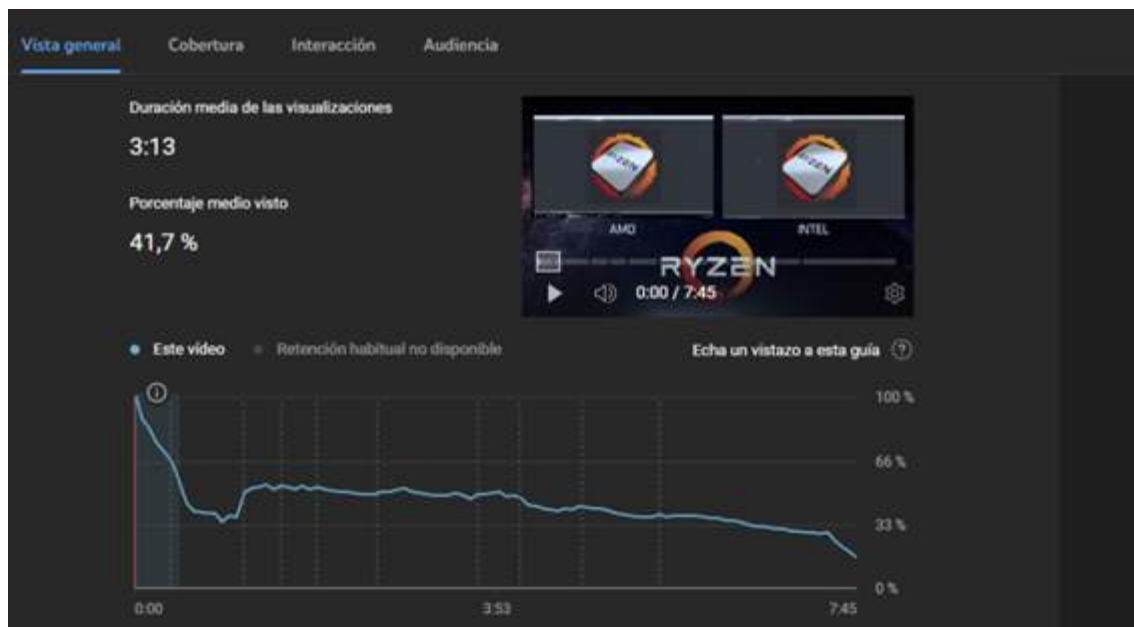 Vista general Cobertura Interacción Audiencia
Duración media de las visualizaciones
3:13
Porcentaje medio visto
41,7 %
RYZEN RYZEN
AMD INTEL
RYZEN
0:00 / 7:45
Este vídeo Retención habitual no disponible Echa un vistazo a esta guía ?
100 %
66 %
33 %
0 %
0:00 3:53 7:45